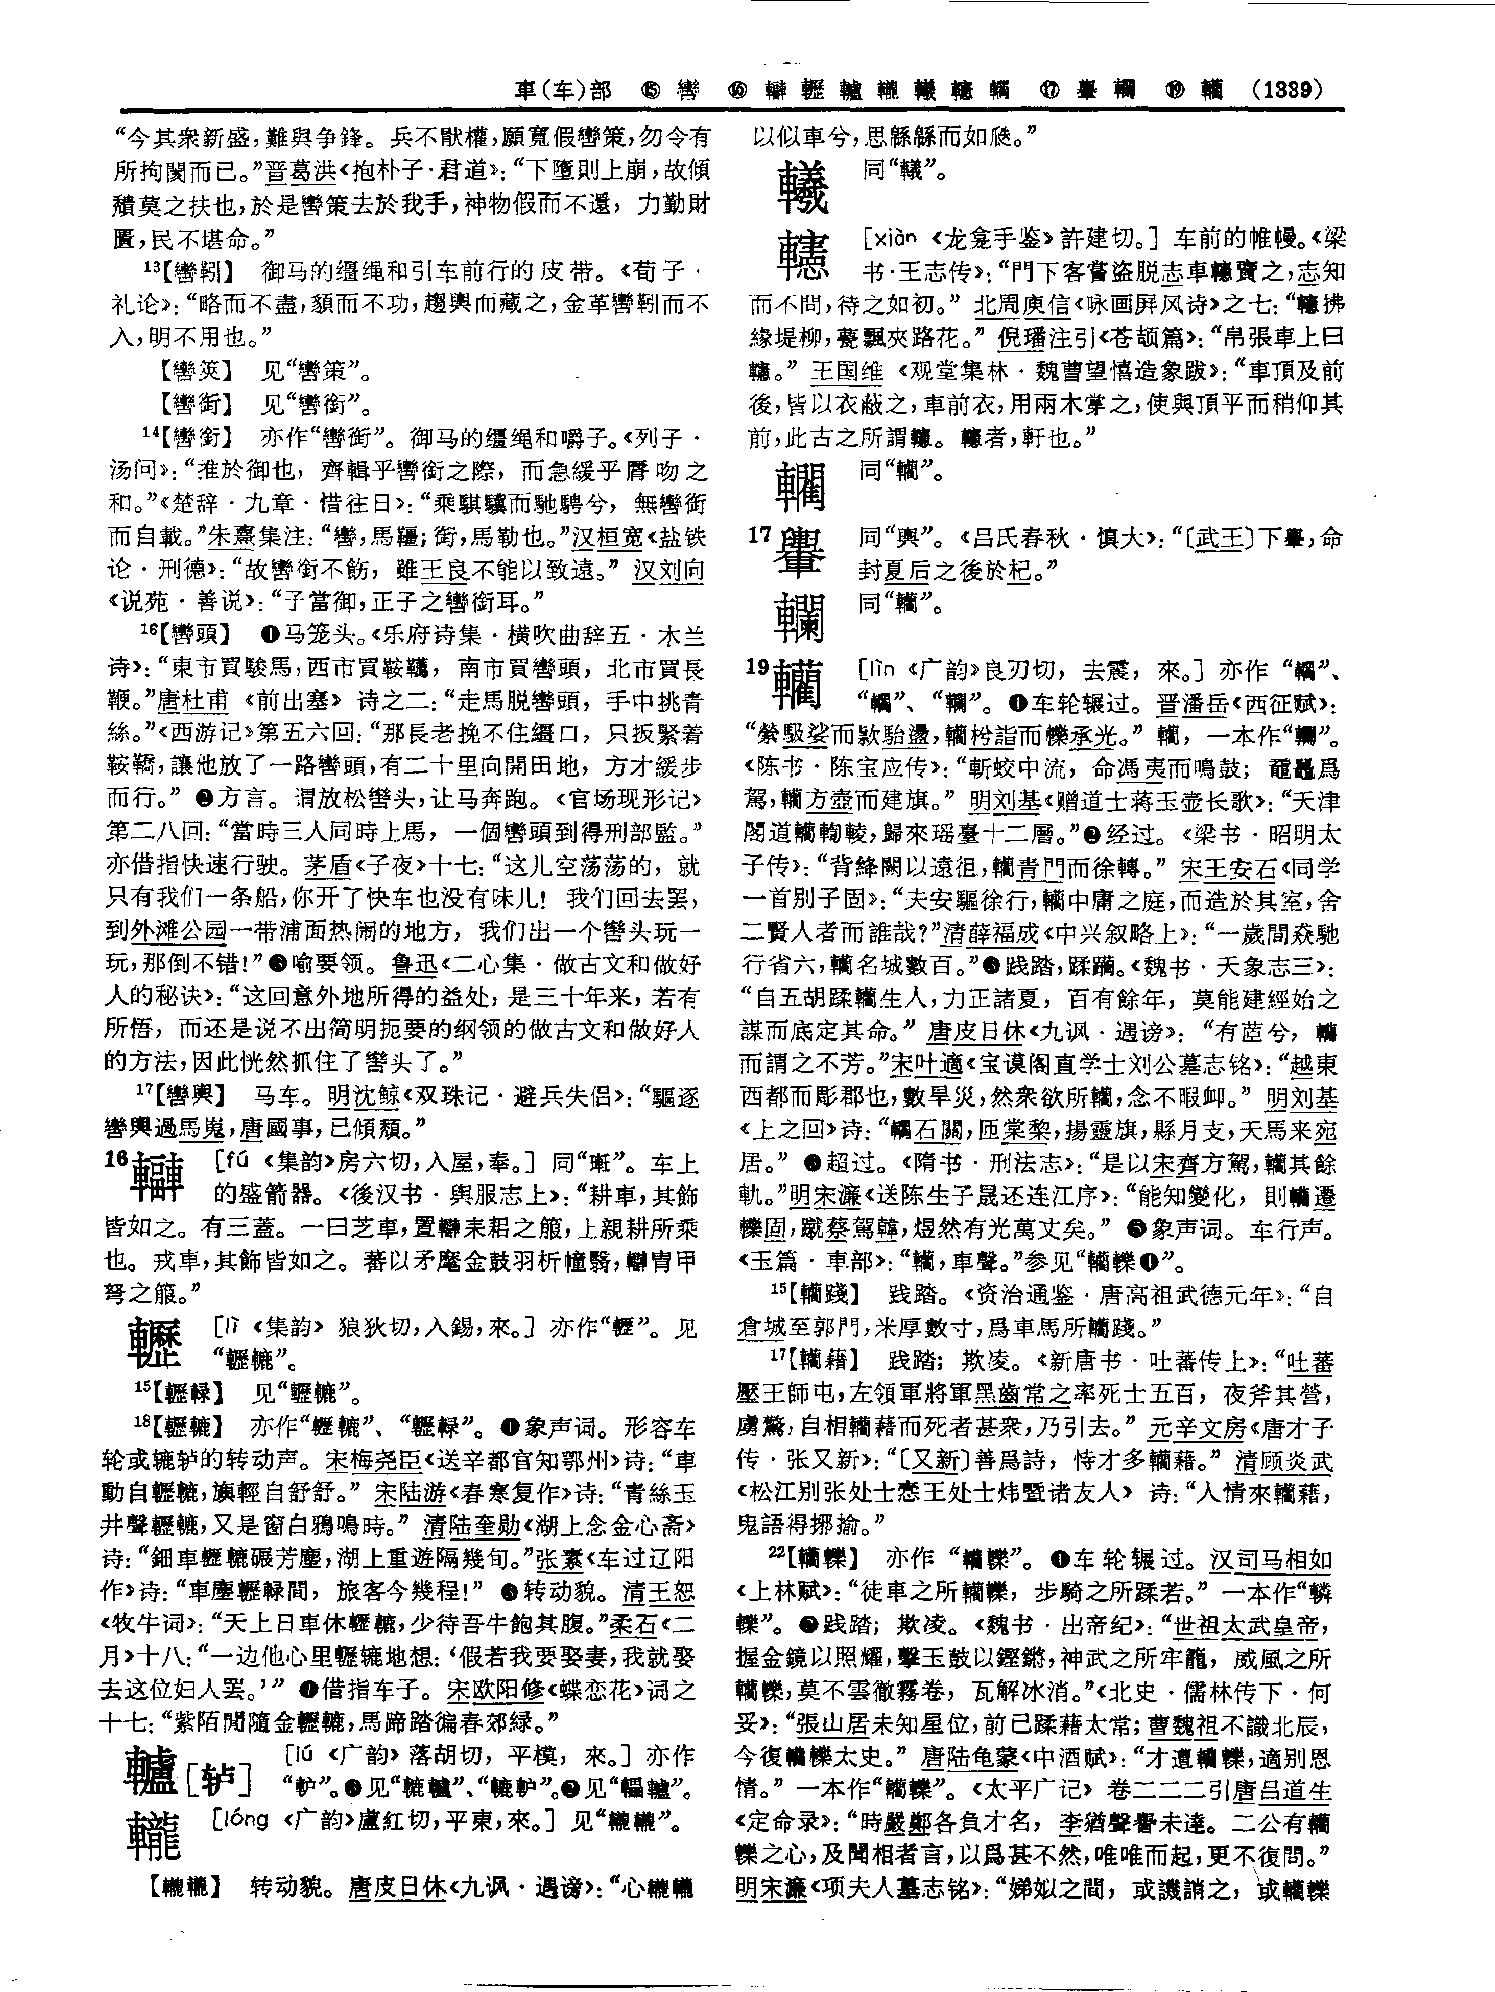 車(车)部 ⑮轡 ⑯轓轣轤轥轙轗轥 ⑰轝轥 ⑲轥 (1339)
“今其衆新盛，難與争鋒。兵不猒權，願寬假轡策，勿令有
所拘閡而已。”晋葛洪《抱朴子·君道》：“下墮則上崩，故傾
殰莫之扶也，於是轡策去於我手，神物假而不還，力勤財
匱，民不堪命。”
13【轡靷】 御马的缰绳和引车前行的皮带。《荀子·
礼论》：“略而不盡，貌而不功，趨輿而藏之，金革轡靷而不
入，明不用也。”
【轡筴】 见“轡策”。
【轡衘】 见“轡銜”。
14【轡銜】 亦作“轡衘”。御马的缰绳和嚼子。《列子·
汤问》：“推於御也，齊輯乎轡銜之際，而急緩乎脣吻之
和。”《楚辞·九章·惜往日》：“乘騏驥而馳騁兮，無轡衘
而自載。”朱熹集注：“轡，馬韁；衘，馬勒也。”汉桓宽《盐铁
论·刑德》：“故轡銜不飭，雖王良不能以致遠。”汉刘向
《说苑·善说》：“子當御，正子之轡銜耳。”
16【轡頭】 ❶马笼头。《乐府诗集·横吹曲辞五·木兰
诗》：“東市買駿馬，西市買鞍韉，南市買轡頭，北市買長
鞭。”唐杜甫《前出塞》诗之二：“走馬脱轡頭，手中挑青
絲。”《西游记》第五六回：“那長老挽不住繮口，只扳緊着
鞍鞽，讓他放了一路轡頭，有二十里向開田地，方才緩步
而行。”❷方言。谓放松轡头，让马奔跑。《官场现形记》
第二八回：“當時三人同時上馬，一個轡頭到得刑部監。”
亦借指快速行驶。茅盾《子夜》十七：“这儿空荡荡的，就
只有我们一条船，你开了快车也没有味儿！我们回去罢，
到外滩公园一带浦面热闹的地方，我们出一个轡头玩一
玩，那倒不错！”❸喻要领。鲁迅《二心集·做古文和做好
人的秘诀》：“这回意外地所得的益处，是三十年来，若有
所悟，而还是说不出简明扼要的纲领的做古文和做好人
的方法，因此恍然抓住了轡头了。”
17【轡輿】 马车。明沈鲸《双珠记·避兵失侣》：“驅逐
轡輿過馬嵬，唐國事，已傾頽。”
16 [fú 《集韵》房六切，入屋，奉。] 同“䡟”。车上
的盛箭器。《後汉书·舆服志上》：“耕車，其飾
皆如之。有三蓋。一曰芝車，置耒耜之箙，上親耕所乘
也。戎車，其飾皆如之。蕃以矛麾金鼓羽析幢翳，胄甲
弩之箙。”
轣 [lì 《集韵》狼狄切，入錫，來。] 亦作“轣”。见
“轣轆”。
15【轣䡜】 见“轣轆”。
18【轣轆】 亦作“轣轆”、“轣䡜”。❶象声词。形容车
轮或辘轳的转动声。宋梅尧臣《送辛都官知鄂州》诗：“車
動自轣轆，旗輕自舒舒。”宋陆游《春寒复作》诗：“青絲玉
井聲轣轆，又是窗白鴉鳴時。”清陆奎勋《湖上念金心斋》
诗：“鈿車轣轆碾芳塵，湖上重遊隔幾旬。”张素《车过辽阳
作》诗：“車塵轣䡜間，旅客今幾程！”❷转动貌。清王恕
《牧牛词》：“天上日車休轣轆，少待吾牛飽其腹。”柔石《二
月》十八：“一边他心里轣辘地想：‘假若我要娶妻，我就娶
去这位妇人罢。’”❸借指车子。宋欧阳修《蝶恋花》词之
十七：“紫陌閒隨金轣轆，馬蹄踏徧春郊緑。”
轤[轳] [lú 《广韵》落胡切，平模，來。] 亦作
“轳”。❶见“轆轤”、“轆轳”。❷见“䡵轤”。
轥 [lóng 《广韵》盧紅切，平東，來。] 见“”。
【】 转动貌。唐皮日休《九讽·遇谤》：“心
以似車兮，思緜緜而如䋫。”
轙 同“轙”。
[xiàn 《龙龛手鉴》許建切。] 车前的帷幔。《梁
书·王志传》：“門下客嘗盗脱志車賣之，志知
而不問，待之如初。”北周庾信《咏画屏风诗》之七：“拂
緣堤柳，甍飄夾路花。”倪璠注引《苍颉篇》：“帛張車上曰
。”王国维《观堂集林·魏曹望憘造象跋》：“車頂及前
後，皆以衣蔽之，車前衣，用兩木掌之，使與頂平而稍仰其
前，此古之所謂。者，軒也。”
同“轥”。
17 轝 同“輿”。《吕氏春秋·慎大》：“〔武王〕下轝，命
封夏后之後於杞。”
同“轥”。
19 轥 [lìn 《广韵》良刃切，去震，來。] 亦作“”、
“”、“”。❶车轮辗过。晋潘岳《西征赋》：
“縈馺娑而款駘盪，轥枍詣而轢承光。”轥，一本作“”。
《陈书·陈宝应传》：“斬蛟中流，命馮夷而鳴鼓；黿鼉爲
駕，轥方壺而建旗。”明刘基《赠道士蒋玉壶长歌》：“天津
閣道轥輷輘，歸來瑶臺十二層。”❷经过。《梁书·昭明太
子传》：“背絳闕以遠徂，轥青門而徐轉。”宋王安石《同学
一首别子固》：“夫安驅徐行，轥中庸之庭，而造於其室，舍
二賢人者而誰哉？”清薛福成《中兴叙略上》：“一歲間猋馳
行省六，轥名城數百。”❸践踏，蹂躏。《魏书·天象志三》：
“自五胡蹂轥生人，力正諸夏，百有餘年，莫能建經始之
謀而底定其命。”唐皮日休《九讽·遇谤》：“有茝兮，轥
而謂之不芳。”宋叶適《宝谟阁直学士刘公墓志铭》：“越東
西都而彫郡也，數旱災，然衆欲所轥，念不暇卹。”明刘基
《上之回》诗：“轥石關，匝棠棃，揚靈旗，縣月支，天馬来宛
居。”❹超过。《隋书·刑法志》：“是以宋齊方駕，轥其餘
軌。”明宋濂《送陈生子晟还连江序》：“能知變化，則轥遷
轢固，蹴蔡駕韓，煜然有光萬丈矣。”❺象声词。车行声。
《玉篇·車部》：“轥，車聲。”参见“轥轢❶”。
15【轥踐】 践踏。《资治通鉴·唐高祖武德元年》：“自
倉城至郭門，米厚數寸，爲車馬所轥踐。”
17【轥藉】 践踏；欺凌。《新唐书·吐蕃传上》：“吐蕃
壓王師屯，左領軍將軍黑齒常之率死士五百，夜斧其營，
虜驚，自相轥藉而死者甚衆，乃引去。”元辛文房《唐才子
传·张又新》：“〔又新〕善爲詩，恃才多轥藉。”清顾炎武
《松江别张处士悫王处士炜暨诸友人》诗：“人情來轥藉，
鬼語得揶揄。”
22【轥轢】 亦作“轥轢”。❶车轮辗过。汉司马相如
《上林赋》：“徒車之所轥轢，步騎之所蹂若。”一本作“轔
轢”。❷践踏；欺凌。《魏书·出帝纪》：“世祖太武皇帝，
握金鏡以照耀，擊玉鼓以鏗鏘，神武之所牢籠，威風之所
轥轢，莫不雲徹霧卷，瓦解冰消。”《北史·儒林传下·何
妥》：“張山居未知星位，前已蹂藉太常；曹魏祖不識北辰，
今復轥轢太史。”唐陆龟蒙《中酒赋》：“才遭轥轢，適别恩
情。”一本作“轥轢”。《太平广记》卷二二二引唐吕道生
《定命录》：“時嚴鄭各負才名，李猶聲譽未達。二公有轥
轢之心，及聞相者言，以爲甚不然，唯唯而起，更不復問。”
明宋濂《项夫人墓志铭》：“娣姒之間，或譏誚之，或轥轢